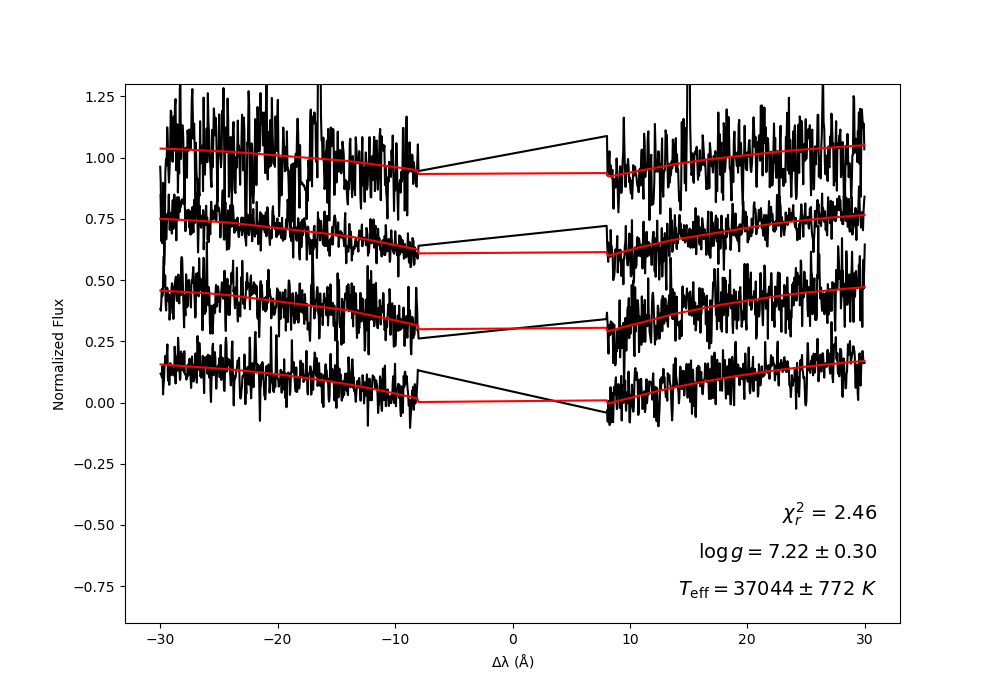 1.25
1.00
0.75
0.50
0.25
0.00
−0.25
−0.50
−0.75
Normalized Flux
χ²ᵣ = 2.46
log g = 7.22 ± 0.30
T_eff = 37044 ± 772 K
−30 −20 −10 0 10 20 30
Δλ (Å)